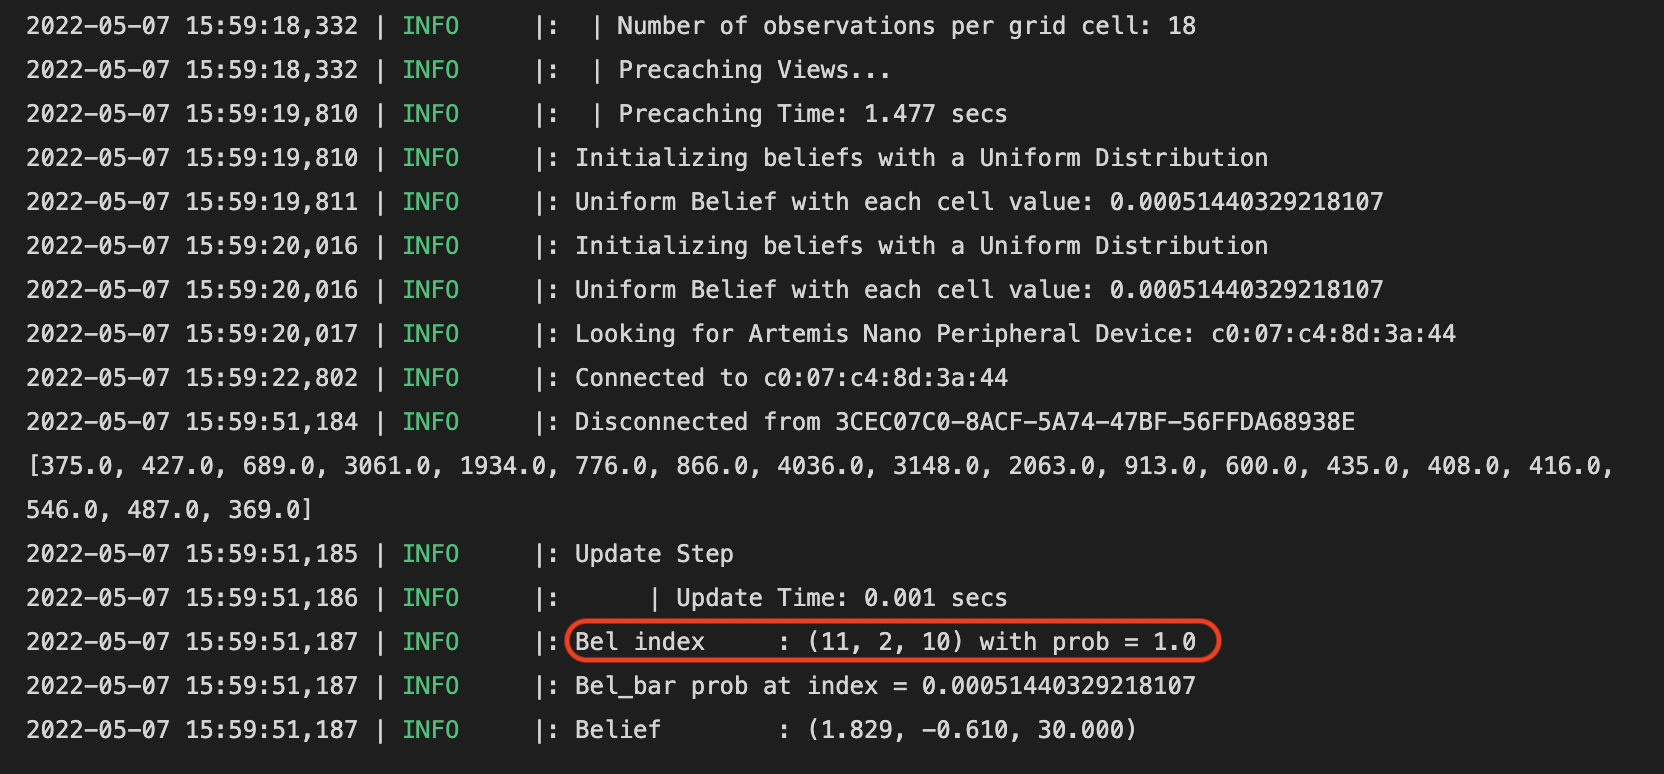 2022-05-07 15:59:18,332 | INFO     |:  | Number of observations per grid cell: 18
2022-05-07 15:59:18,332 | INFO     |:  | Precaching Views...
2022-05-07 15:59:19,810 | INFO     |:  | Precaching Time: 1.477 secs
2022-05-07 15:59:19,810 | INFO     |: Initializing beliefs with a Uniform Distribution
2022-05-07 15:59:19,811 | INFO     |: Uniform Belief with each cell value: 0.00051440329218107
2022-05-07 15:59:20,016 | INFO     |: Initializing beliefs with a Uniform Distribution
2022-05-07 15:59:20,016 | INFO     |: Uniform Belief with each cell value: 0.00051440329218107
2022-05-07 15:59:20,017 | INFO     |: Looking for Artemis Nano Peripheral Device: c0:07:c4:8d:3a:44
2022-05-07 15:59:22,802 | INFO     |: Connected to c0:07:c4:8d:3a:44
2022-05-07 15:59:51,184 | INFO     |: Disconnected from 3CEC07C0-8ACF-5A74-47BF-56FFDA68938E
[375.0, 427.0, 689.0, 3061.0, 1934.0, 776.0, 866.0, 4036.0, 3148.0, 2063.0, 913.0, 600.0, 435.0, 408.0, 416.0,
546.0, 487.0, 369.0]
2022-05-07 15:59:51,185 | INFO     |: Update Step
2022-05-07 15:59:51,186 | INFO     |:      | Update Time: 0.001 secs
2022-05-07 15:59:51,187 | INFO     |: Bel index     : (11, 2, 10) with prob = 1.0
2022-05-07 15:59:51,187 | INFO     |: Bel_bar prob at index = 0.00051440329218107
2022-05-07 15:59:51,187 | INFO     |: Belief        : (1.829, -0.610, 30.000)